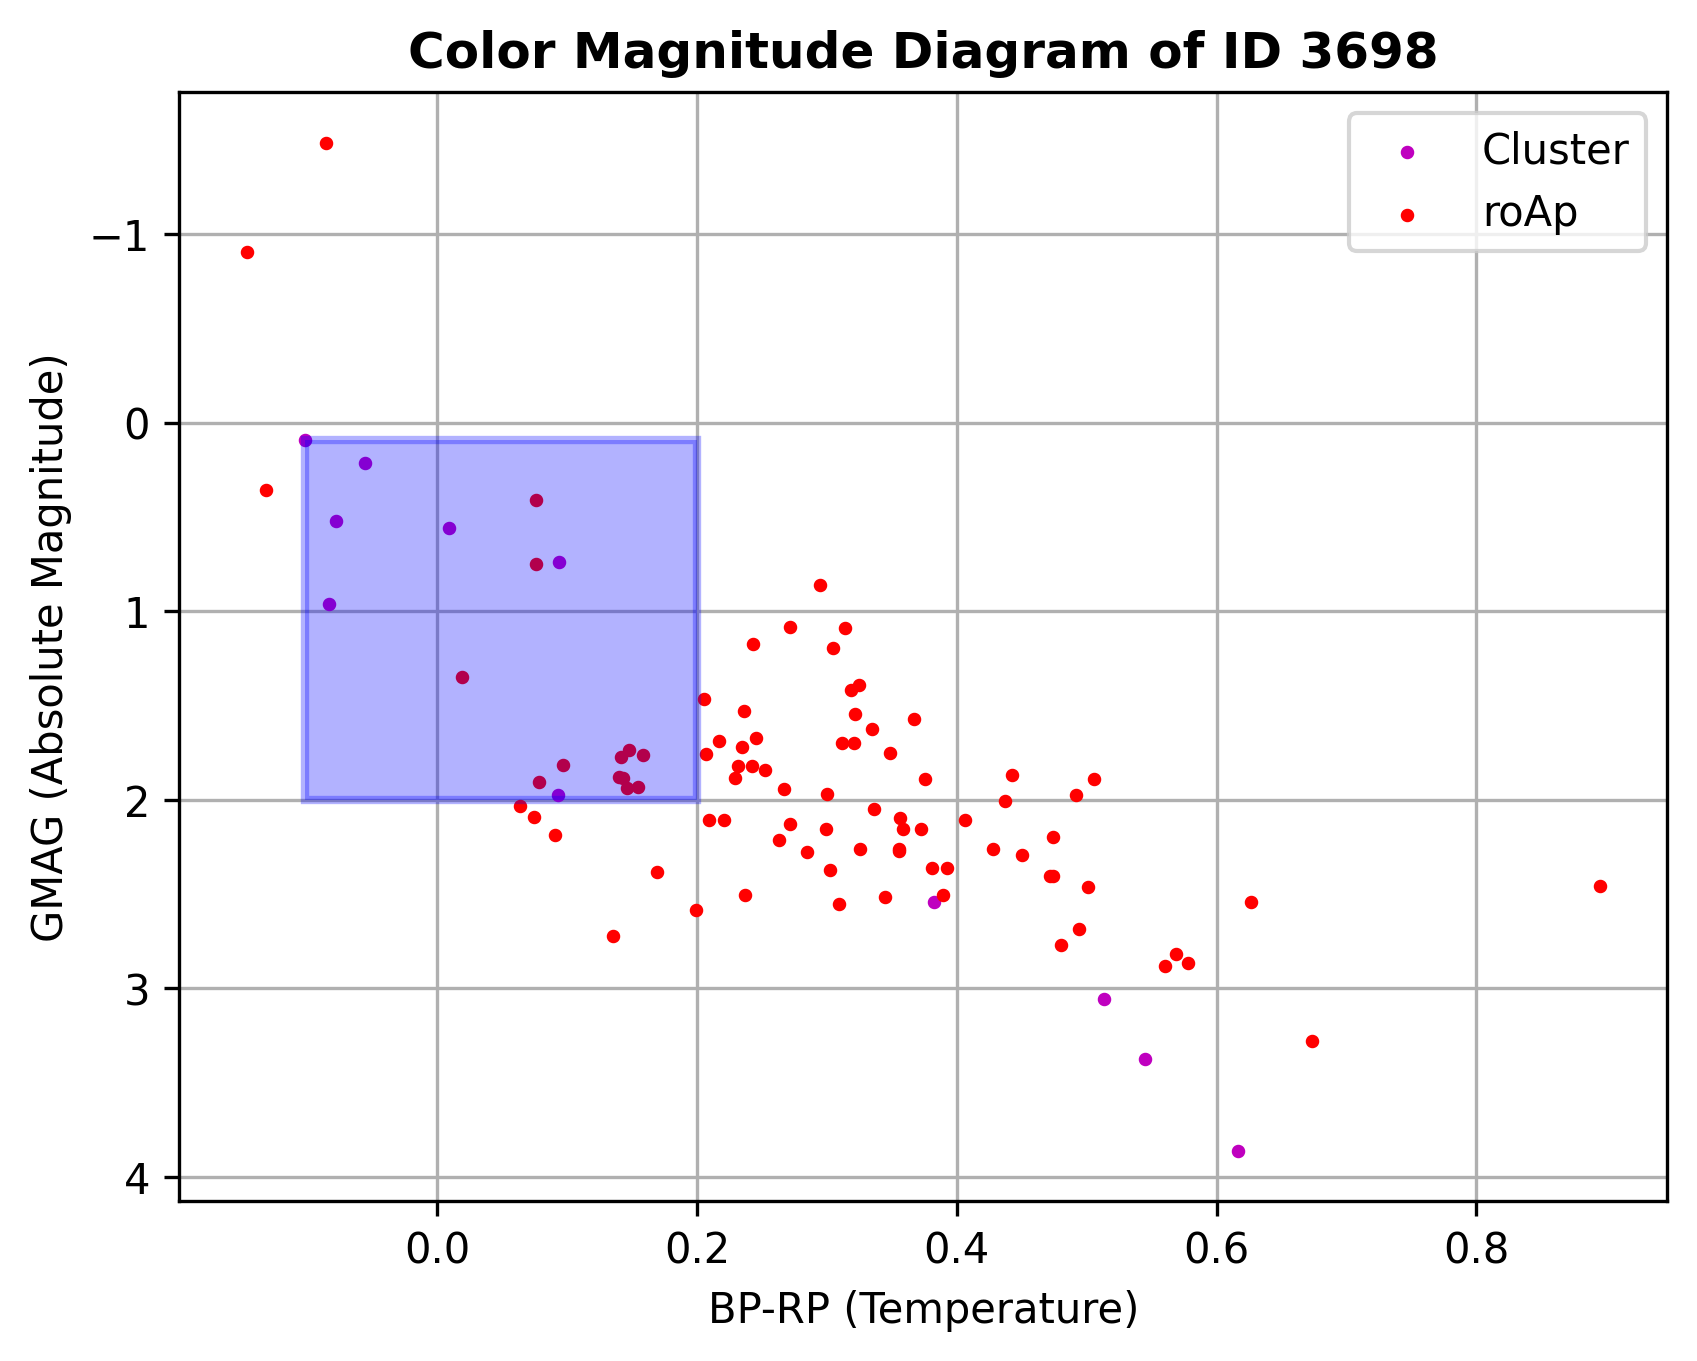 Color Magnitude Diagram of ID 3698
Cluster
roAp
−1
0
1
2
3
4
GMAG (Absolute Magnitude)
0.0 0.2 0.4 0.6 0.8
BP-RP (Temperature)